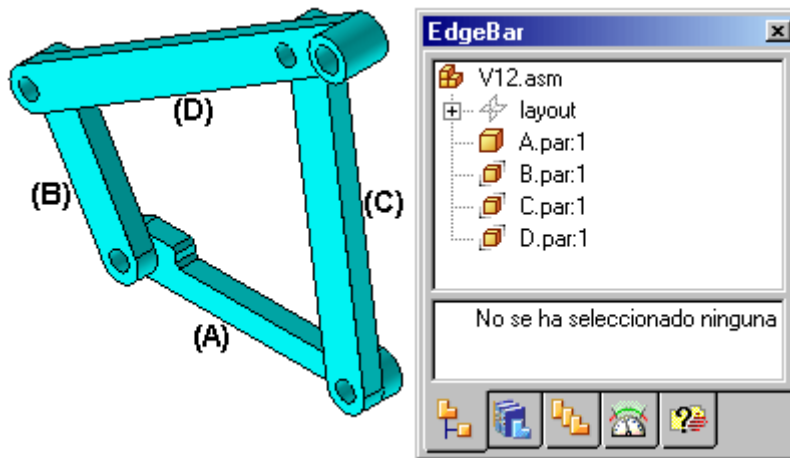 (D)
(B)
(C)
(A)
EdgeBar
V12.asm
layout
A.par:1
B.par:1
C.par:1
D.par:1
No se ha seleccionado ninguna